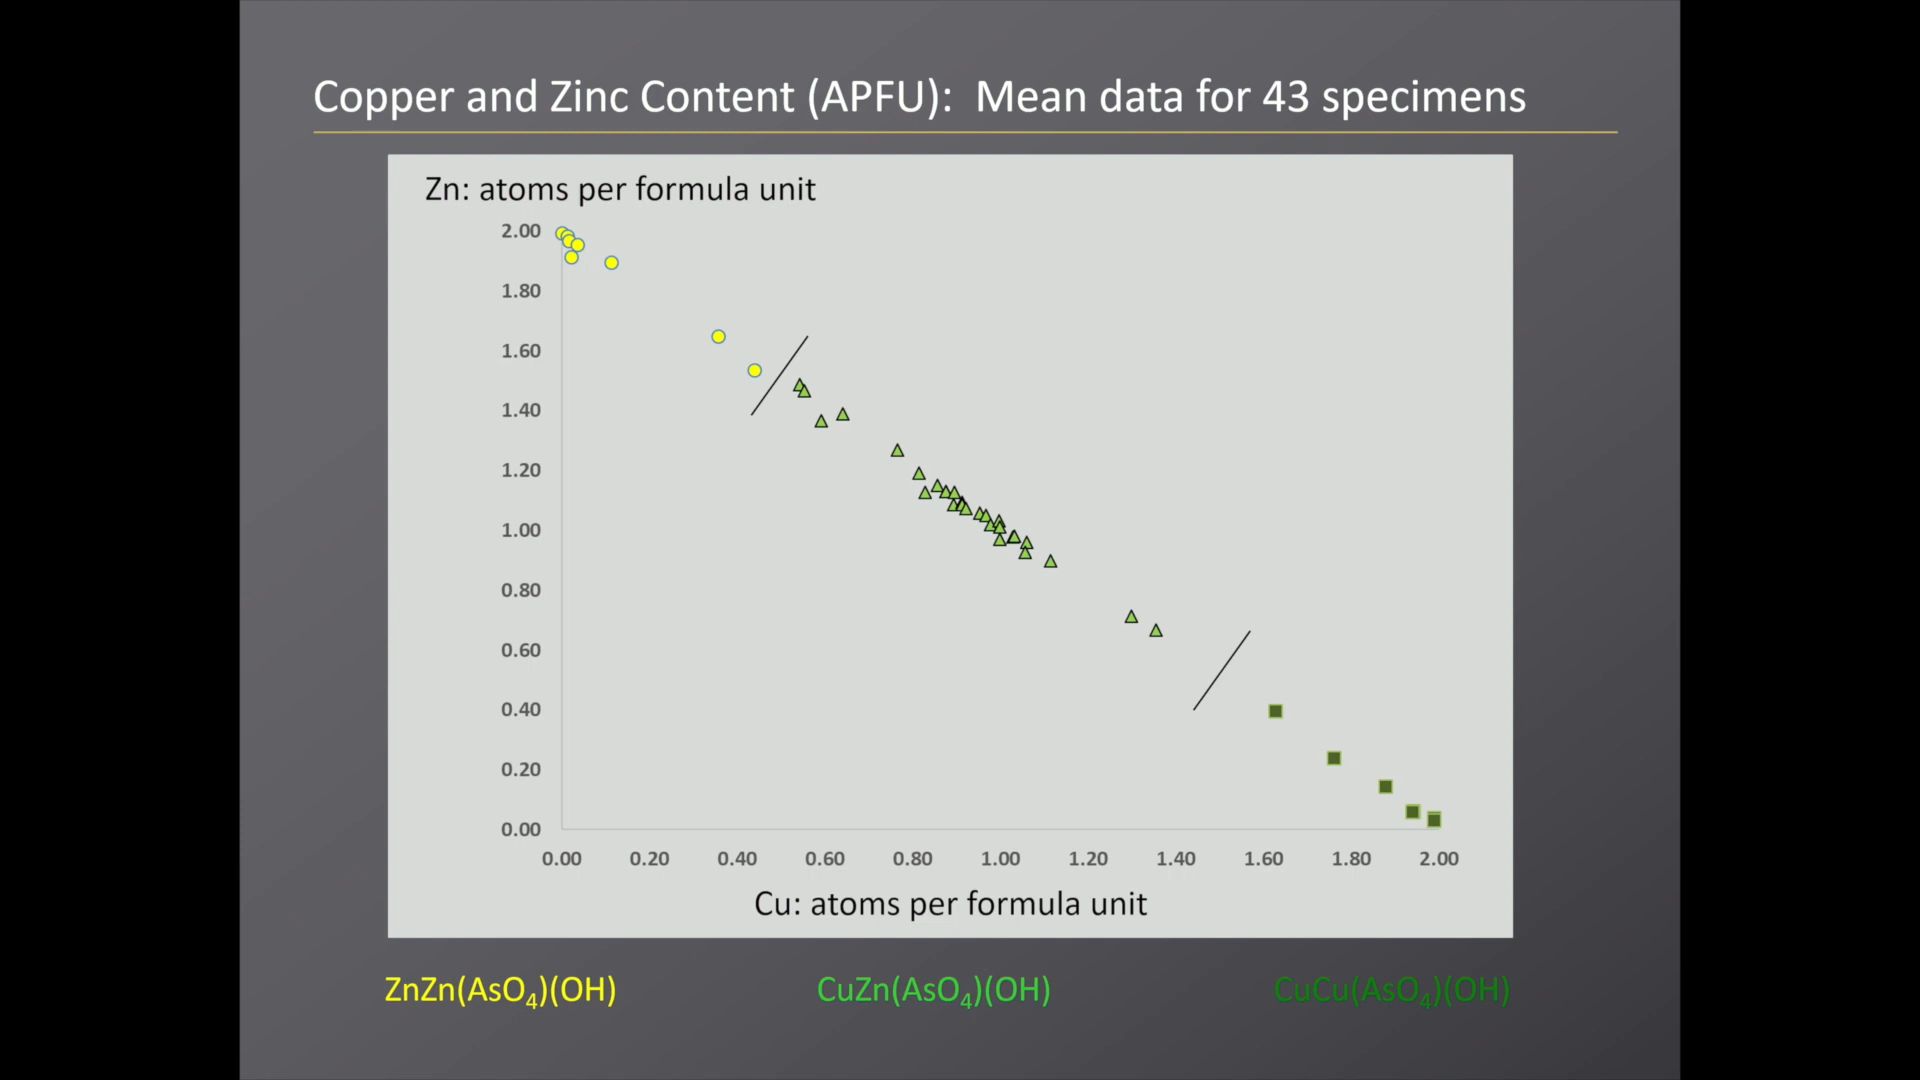 Copper and Zinc Content (APFU): Mean data for 43 specimens
Zn: atoms per formula unit
2.00
1.80
1.60
1.40
1.20
1.00
0.80
0.60
0.40
0.20
0.00
0.00 0.20 0.40 0.60 0.80 1.00 1.20 1.40 1.60 1.80 2.00
Cu: atoms per formula unit
ZnZn(AsO₄)(OH) CuZn(AsO₄)(OH) CuCu(AsO₄)(OH)